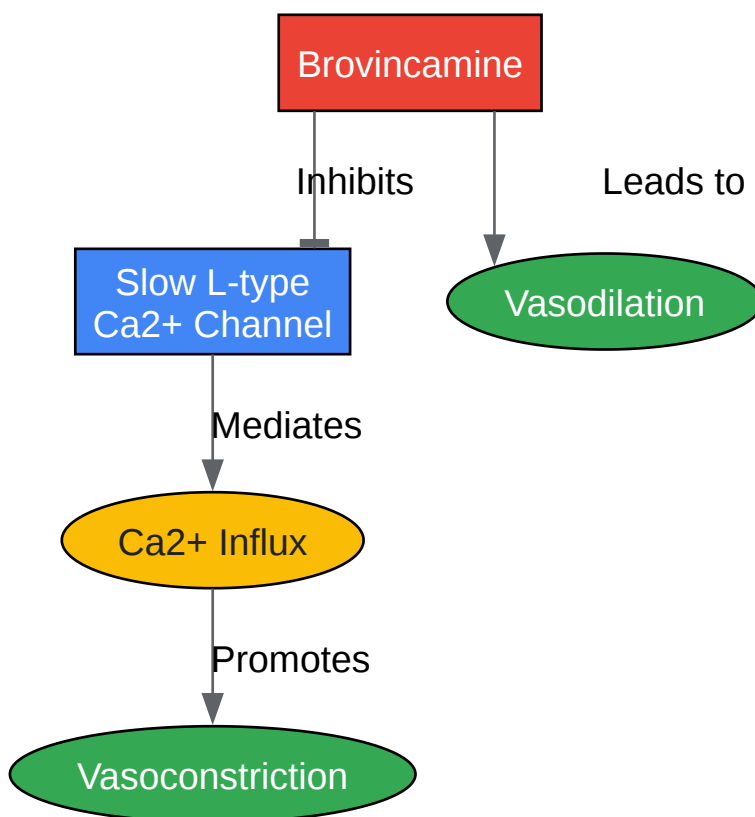 Brovincamine
Inhibits
Leads to
Slow L-type
Ca2+ Channel
Vasodilation
Mediates
Ca2+ Influx
Promotes
Vasoconstriction